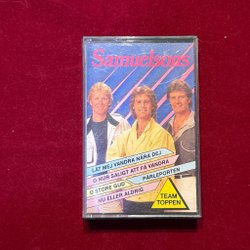 Samuelsons
LÅT MEJ VANDRA NÄRA DEJ
O HUR SALIGT ATT FÅ VANDRA
PÄRLEPORTEN
O STORE GUD
NU ELLER ALDRIG
TEAM
TOPPEN